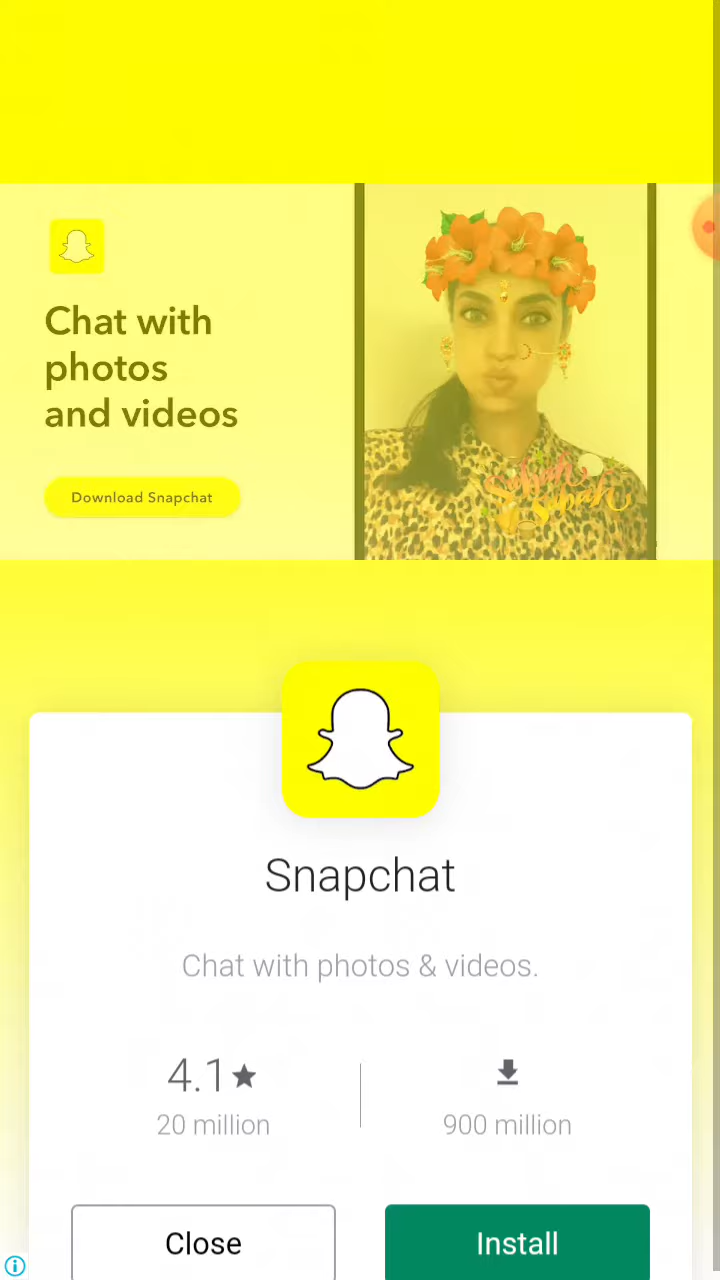 Chat with
photos
and videos
Download Snapchat
Snapchat
Chat with photos & videos.
4.1★
20 million
900 million
Close
Install